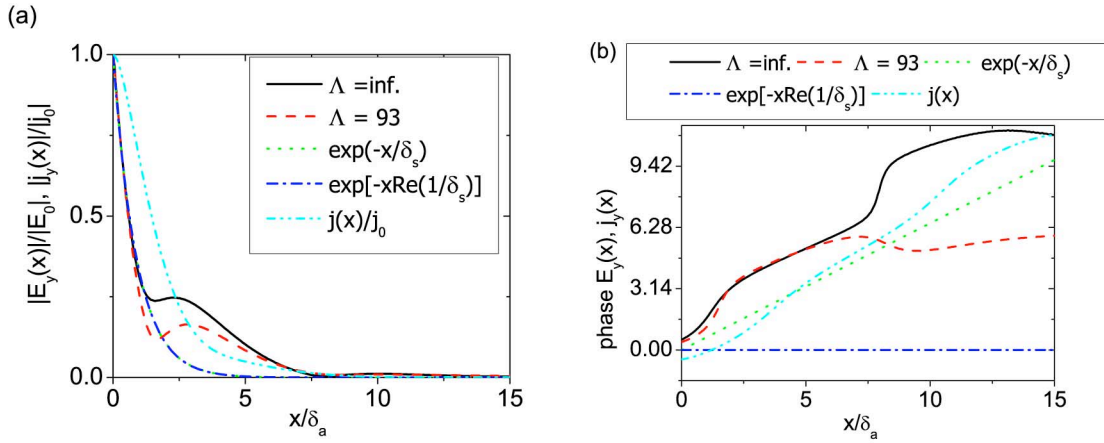 (a)
|E_y(x)|/|E_0|, |j_y(x)|/|j_0|
1.0
0.5
0.0
Λ =inf.
Λ = 93
exp(-x/δ_s)
exp[-xRe(1/δ_s)]
j(x)/j_0
0 5 10 15
x/δ_a
(b)
Λ =inf. Λ = 93 exp(-x/δ_s)
exp[-xRe(1/δ_s)] j(x)
phase E_y(x), j_y(x)
9.42
6.28
3.14
0.00
0 5 10 15
x/δ_a